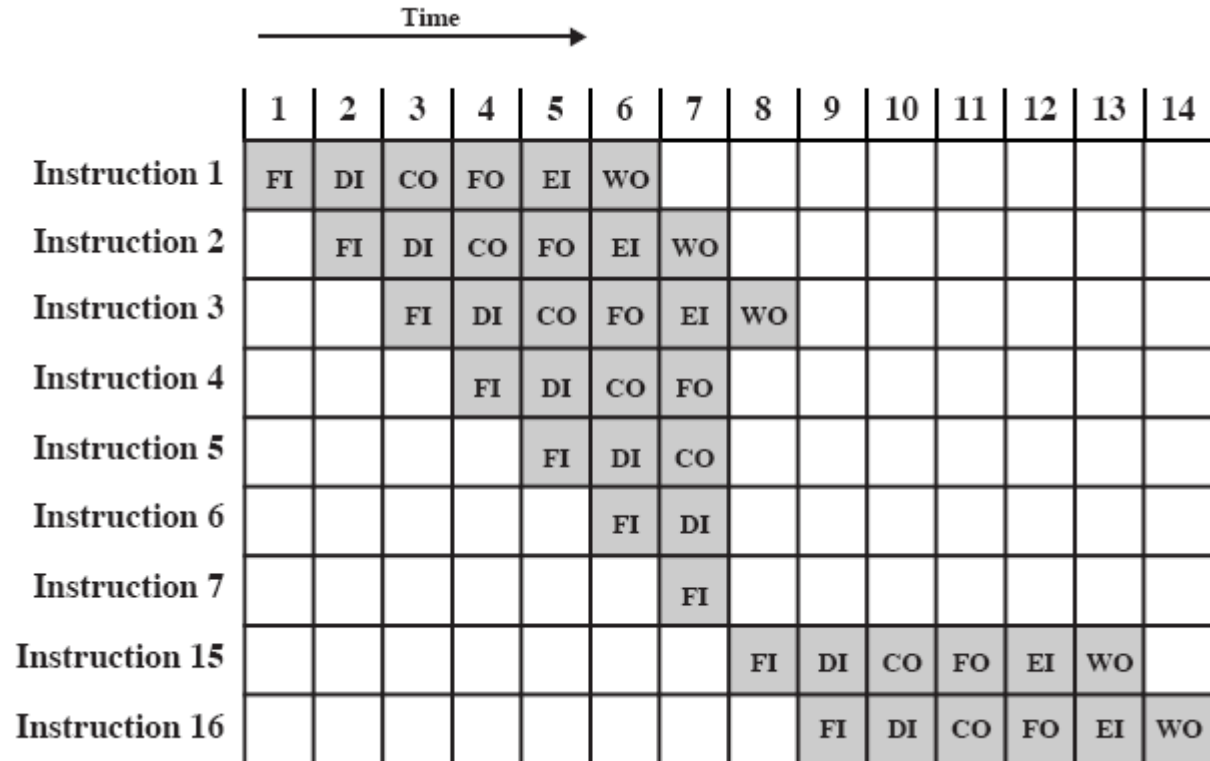 Time
1 2 3 4 5 6 7 8 9 10 11 12 13 14
Instruction 1 FI DI CO FO EI WO
Instruction 2 FI DI CO FO EI WO
Instruction 3 FI DI CO FO EI WO
Instruction 4 FI DI CO FO
Instruction 5 FI DI CO
Instruction 6 FI DI
Instruction 7 FI
Instruction 15 FI DI CO FO EI WO
Instruction 16 FI DI CO FO EI WO